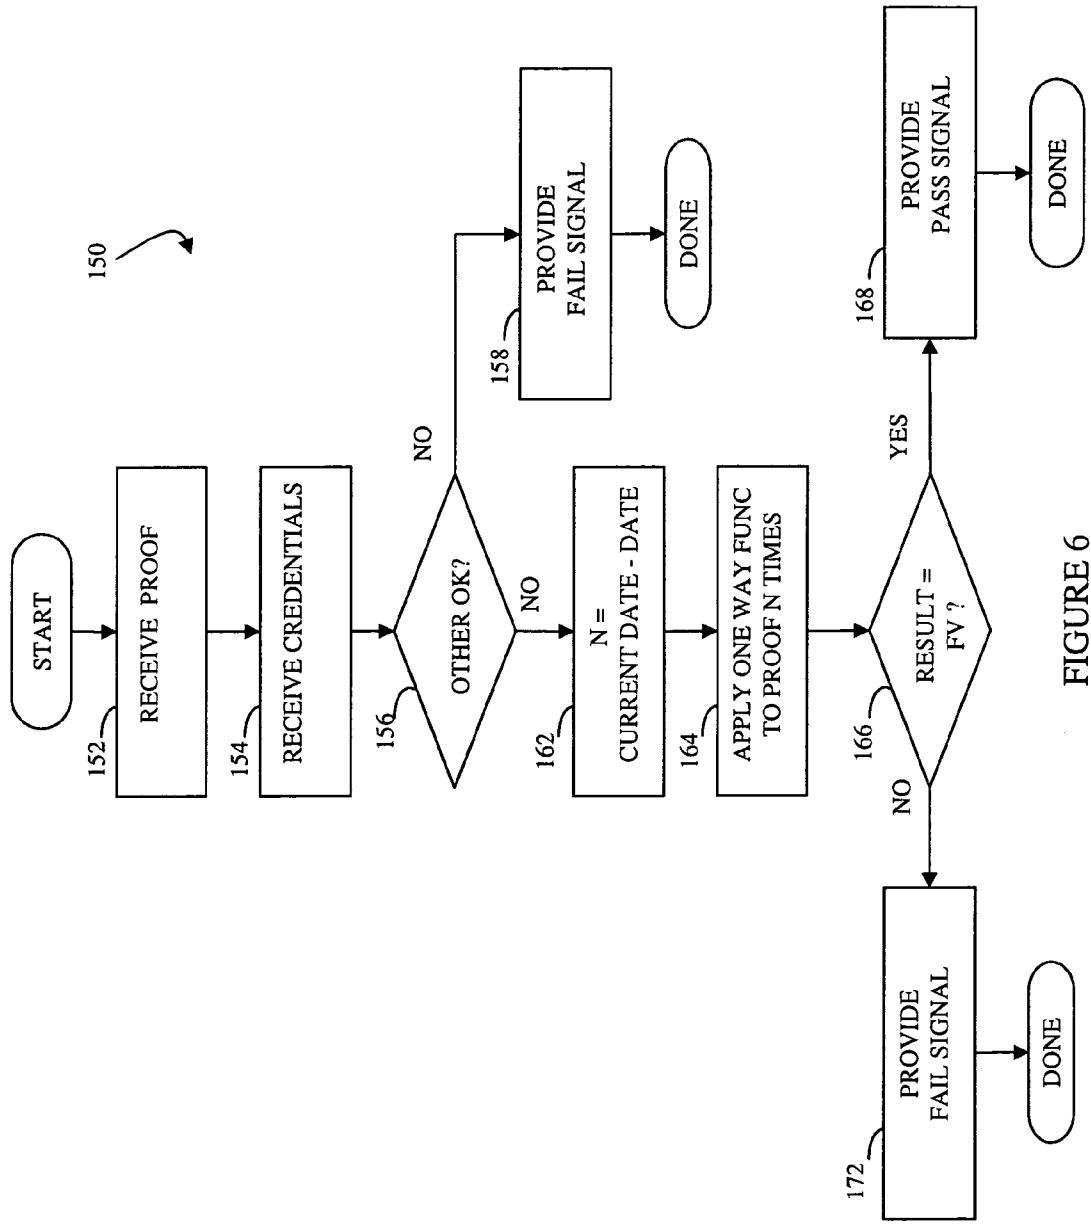 150
START
152
RECEIVE PROOF
154
RECEIVE CREDENTIALS
156
OTHER OK?
NO
158
PROVIDE
FAIL SIGNAL
DONE
NO
162
N =
CURRENT DATE - DATE
164
APPLY ONE WAY FUNC
TO PROOF N TIMES
166
RESULT =
FV ?
NO
YES
172
PROVIDE
FAIL SIGNAL
DONE
168
PROVIDE
PASS SIGNAL
DONE
FIGURE 6